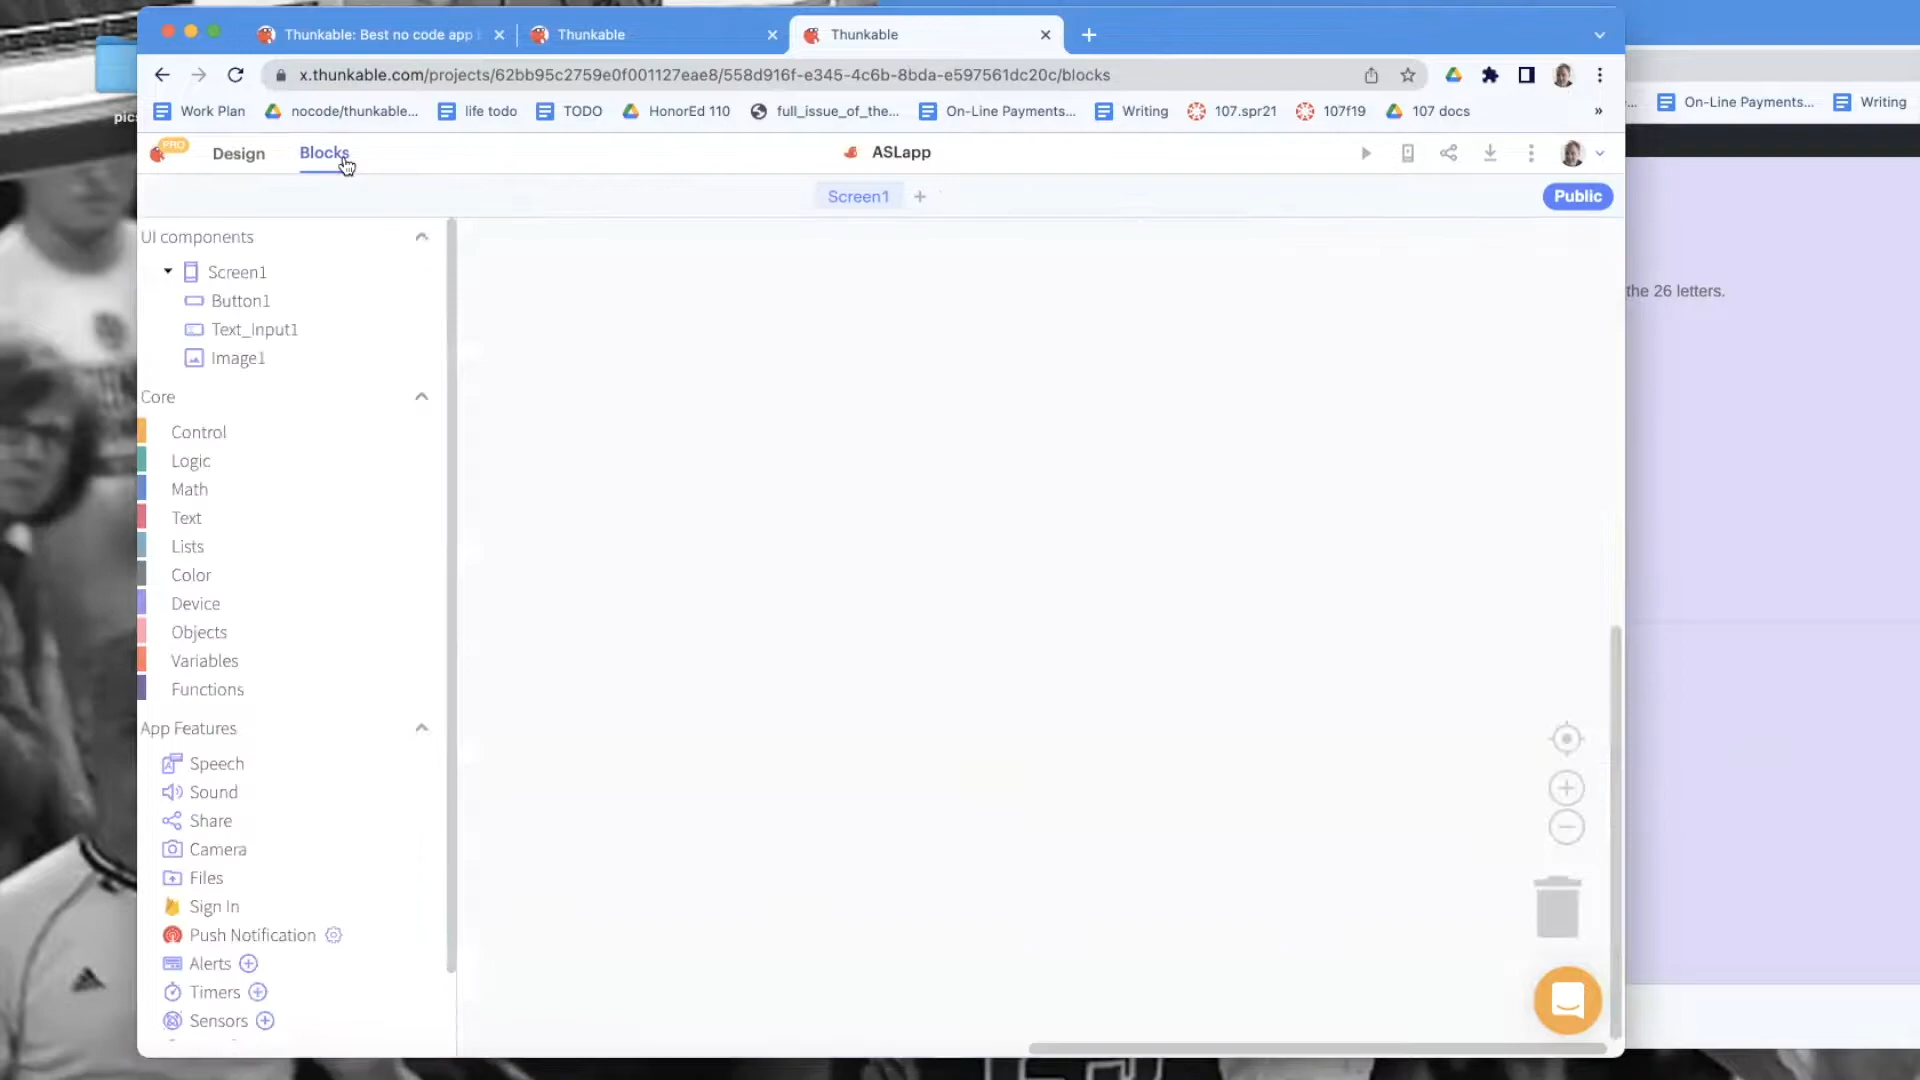 Thunkable: Best no code app
Thunkable
Thunkable
x.thunkable.com/projects/62bb95c2759e0f001127eae8/558d916f-e345-4c6b-8bda-e597561dc20c/blocks
Work Plan
nocode/thunkable...
life todo
TODO
HonorEd 110
full_issue_of_the...
On-Line Payments...
Writing
107.spr21
107f19
107 docs
»
On-Line Payments...
Writing
PRO
Design
Blocks
ASLapp
Screen1
Public
UI components
Screen1
Button1
Text_Input1
Image1
Core
Control
Logic
Math
Text
Lists
Color
Device
Objects
Variables
Functions
App Features
Speech
Sound
Share
Camera
Files
Sign In
Push Notification
Alerts
Timers
Sensors
the 26 letters.